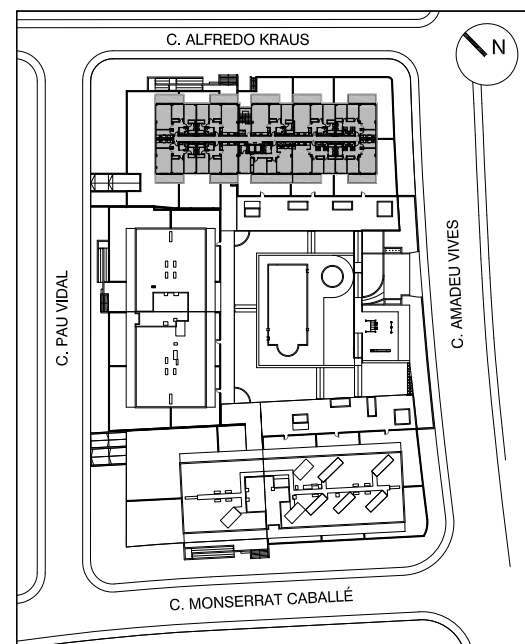 C. ALFREDO KRAUS
N
C. PAU VIDAL
C. AMADEU VIVES
C. MONSERRAT CABALLÉ